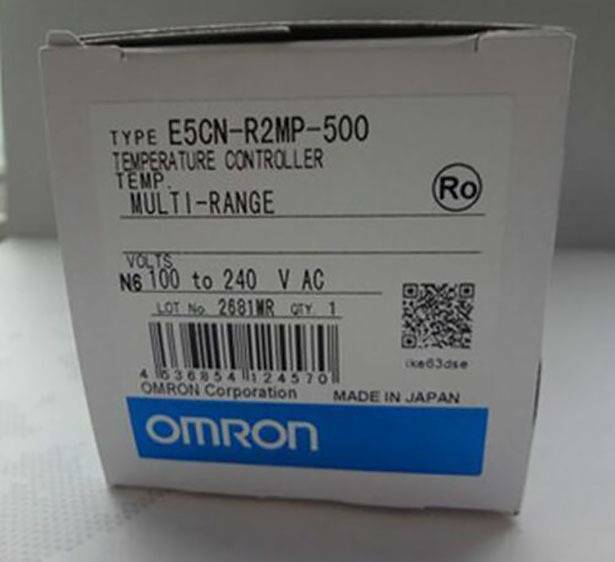 TYPE E5CN-R2MP-500
TEMPERATURE CONTROLLER
TEMP.
MULTI-RANGE
Ro
VOLTS
N6 100 to 240 V AC
LOT No. 2681MR QTY. 1
4 536854 124570
ike63dse
OMRON Corporation MADE IN JAPAN
OMRON